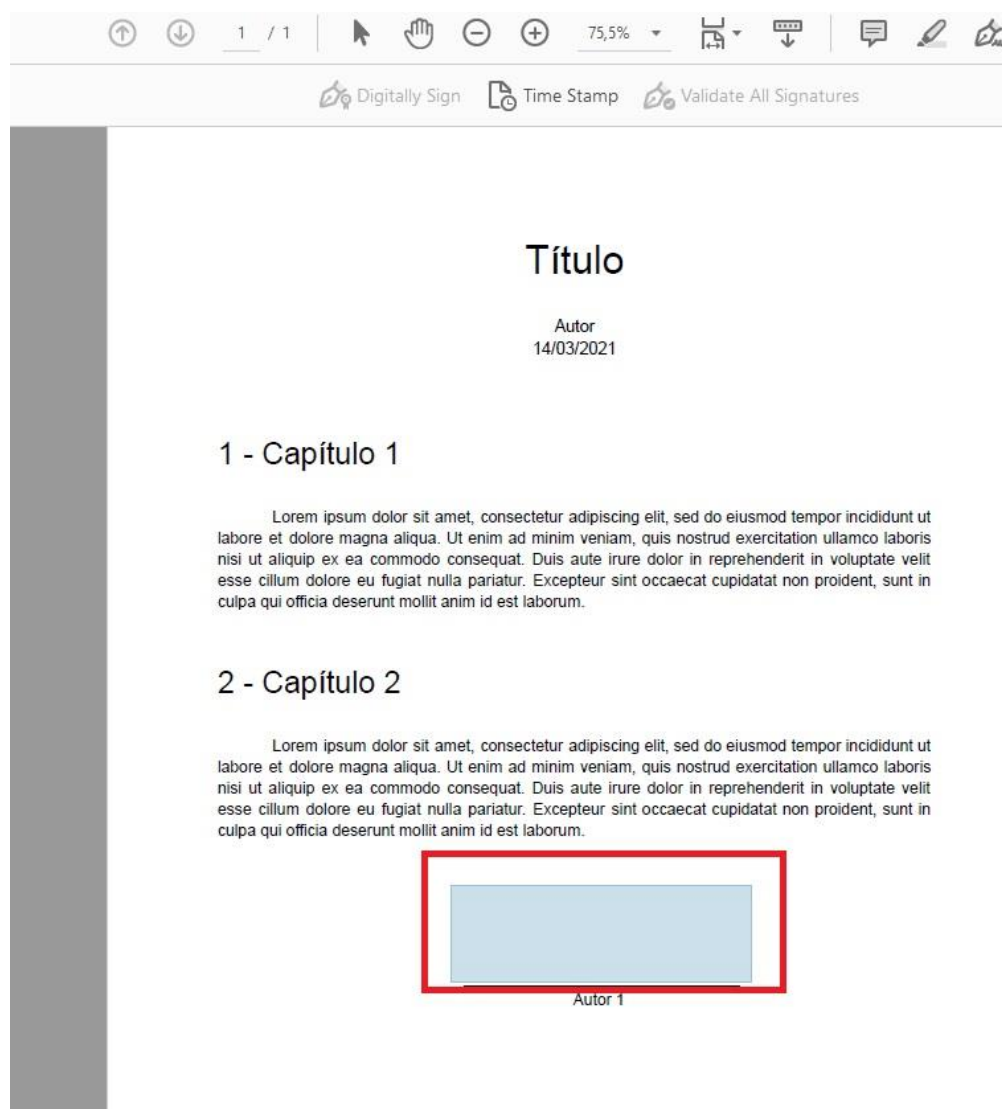 1 / 1 75,5%
Digitally Sign Time Stamp Validate All Signatures
Título
Autor
14/03/2021
1 - Capítulo 1
Lorem ipsum dolor sit amet, consectetur adipiscing elit, sed do eiusmod tempor incididunt ut
labore et dolore magna aliqua. Ut enim ad minim veniam, quis nostrud exercitation ullamco laboris
nisi ut aliquip ex ea commodo consequat. Duis aute irure dolor in reprehenderit in voluptate velit
esse cillum dolore eu fugiat nulla pariatur. Excepteur sint occaecat cupidatat non proident, sunt in
culpa qui officia deserunt mollit anim id est laborum.
2 - Capítulo 2
Lorem ipsum dolor sit amet, consectetur adipiscing elit, sed do eiusmod tempor incididunt ut
labore et dolore magna aliqua. Ut enim ad minim veniam, quis nostrud exercitation ullamco laboris
nisi ut aliquip ex ea commodo consequat. Duis aute irure dolor in reprehenderit in voluptate velit
esse cillum dolore eu fugiat nulla pariatur. Excepteur sint occaecat cupidatat non proident, sunt in
culpa qui officia deserunt mollit anim id est laborum.
Autor 1